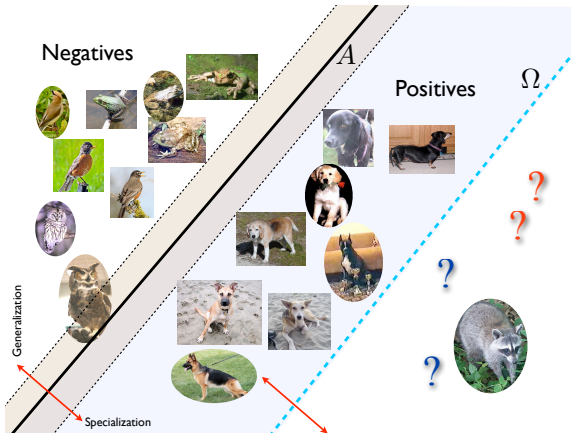 Negatives
A
Positives
Ω
?
?
?
?
Generalization
Specialization